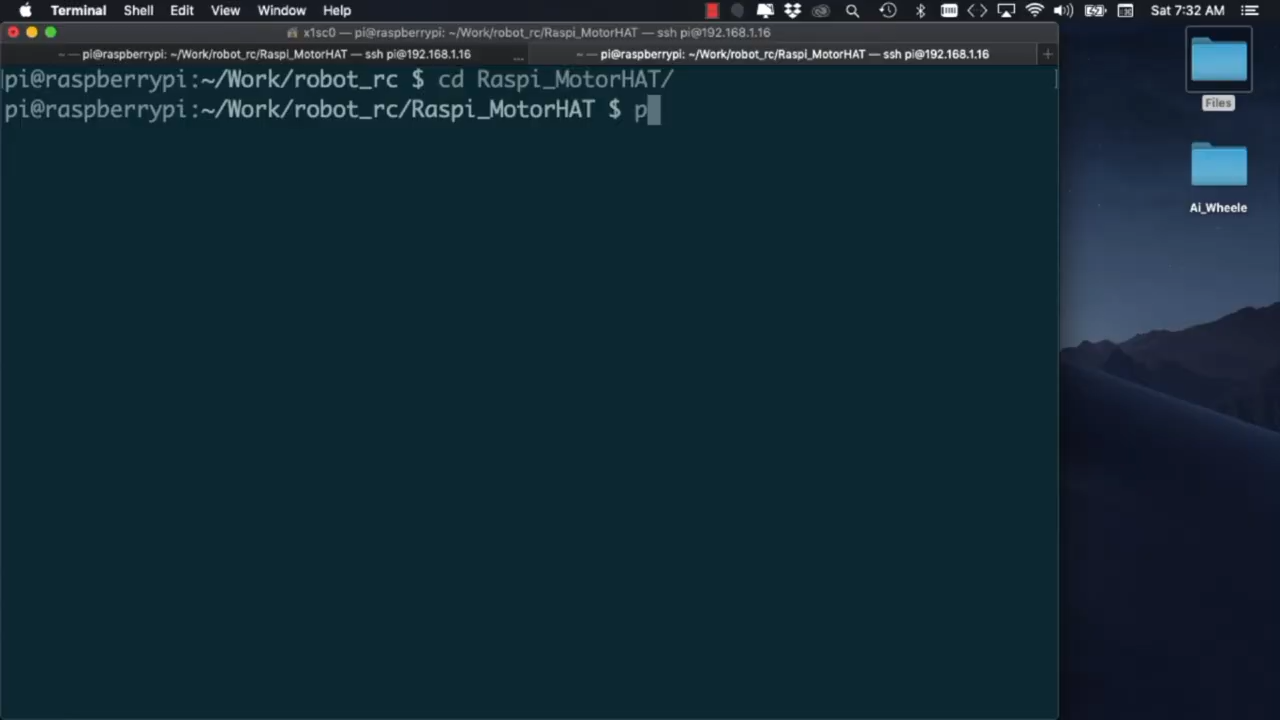 Terminal Shell Edit View Window Help Sat 7:32 AM
x1sc0 — pi@raspberrypi: ~/Work/robot_rc/Raspi_MotorHAT — ssh pi@192.168.1.16
~ — pi@raspberrypi: ~/Work/robot_rc/Raspi_MotorHAT — ssh pi@192.168.1.16 ... ~ — pi@raspberrypi: ~/Work/robot_rc/Raspi_MotorHAT — ssh pi@192.168.1.16 +
pi@raspberrypi:~/Work/robot_rc $ cd Raspi_MotorHAT/
pi@raspberrypi:~/Work/robot_rc/Raspi_MotorHAT $ p
Files
Ai_Wheele